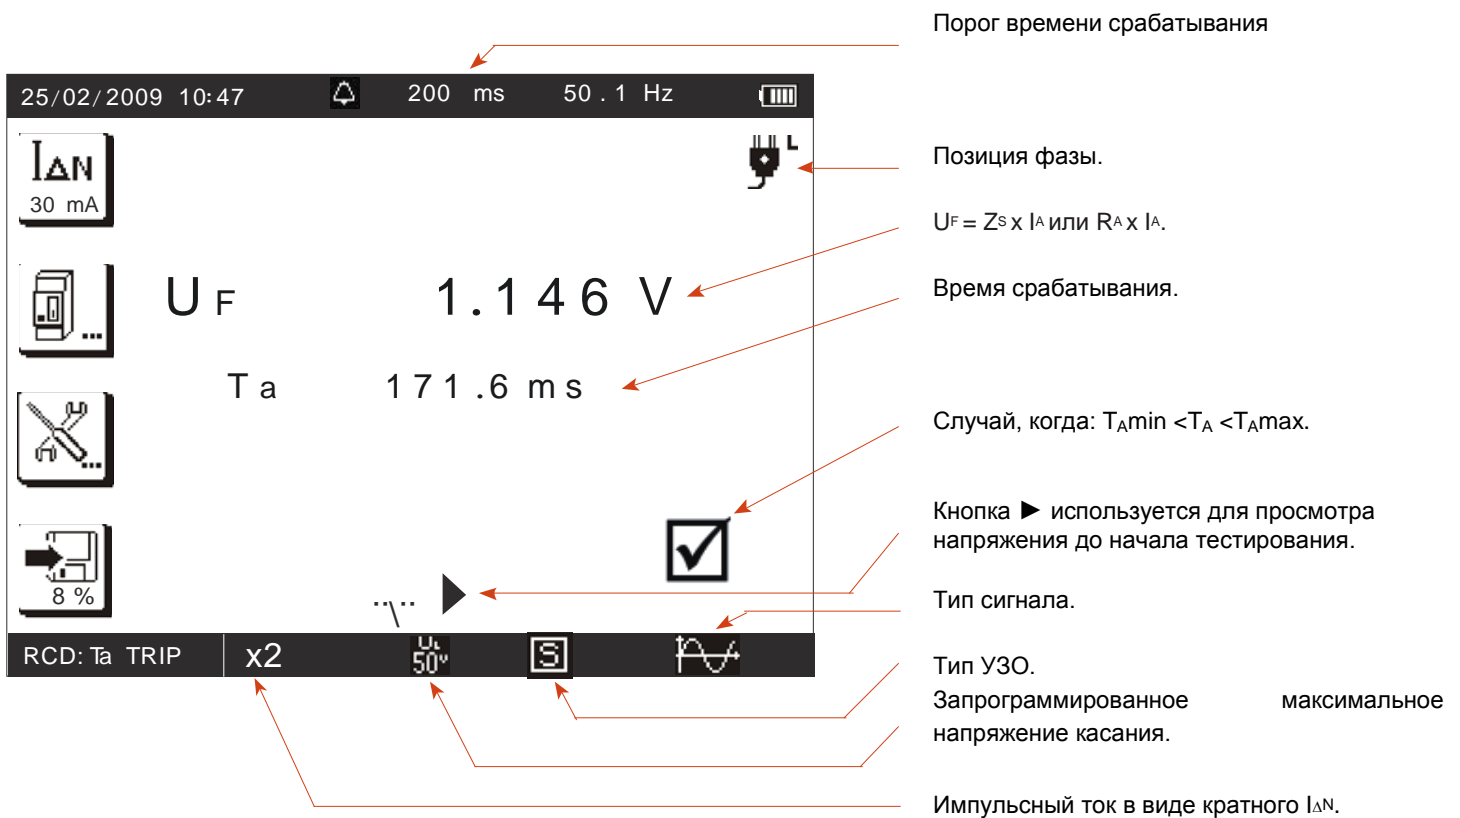 Порог времени срабатывания
25/02/2009 10:47 200 ms 50.1 Hz
IΔN
30 mA
L
Позиция фазы.
UF = ZS x IA или RA x IA.
UF 1.146 V
Время срабатывания.
Ta 171.6 ms
...
...
Случай, когда: TAmin <TA <TAmax.
Кнопка ► используется для просмотра
напряжения до начала тестирования.
8 %
Тип сигнала.
RCD: Ta TRIP x2 UL 50V S
Тип УЗО.
Запрограммированное максимальное
напряжение касания.
Импульсный ток в виде кратного IΔN.